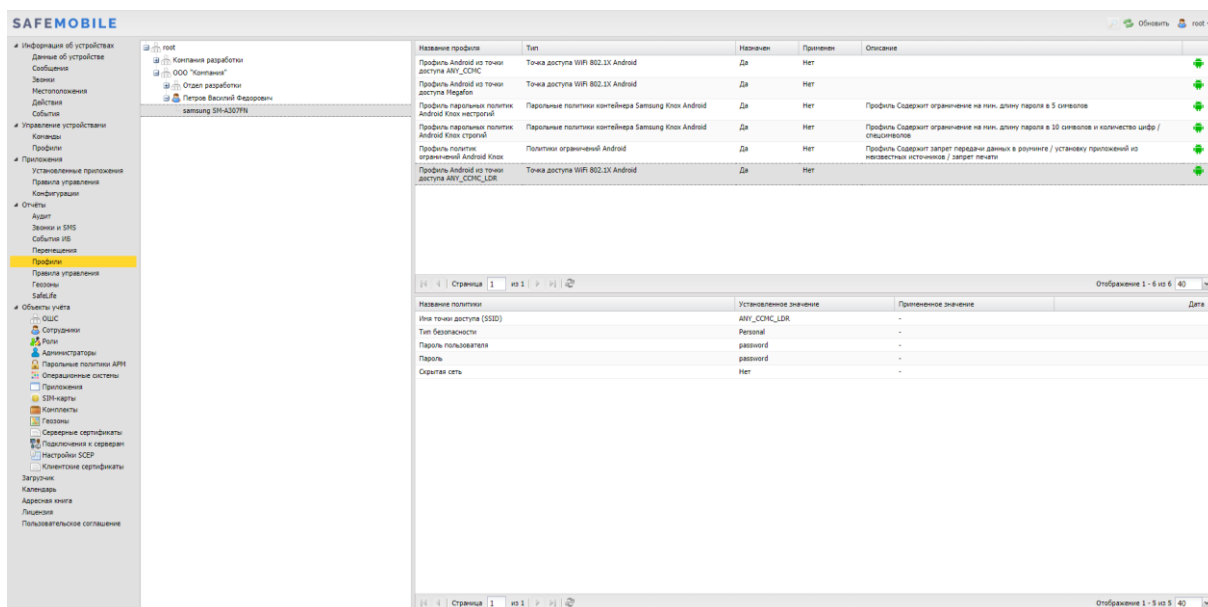 SAFEMOBILE
Обновить root
Информация об устройствах
Данные об устройстве
Сообщения
Звонки
Местоположения
Действия
События
Управление устройствами
Команды
Профили
Приложения
Установленные приложения
Правила управления
Конфигурации
Отчёты
Аудит
Звонки и SMS
События ИБ
Перемещения
Профили
Правила управления
Геозоны
SafeLife
Объекты учёта
ОШС
Сотрудники
Роли
Администраторы
Парольные политики АРМ
Операционные системы
Приложения
SIM-карты
Комплекты
Геозоны
Серверные сертификаты
Подключения к серверам
Настройки SCEP
Клиентские сертификаты
Загрузчик
Календарь
Адресная книга
Лицензия
Пользовательское соглашение
root
Компания разработки
ООО "Компания"
Отдел разработки
Петров Василий Федорович
samsung SM-A307FN
Название профиля Тип Назначен Применен Описание
Профиль Android из точки Точка доступа WiFi 802.1X Android Да Нет
доступа ANY_CCMC
Профиль Android из точки Точка доступа WiFi 802.1X Android Да Нет
доступа Megafon
Профиль парольных политик Парольные политики контейнера Samsung Knox Android Да Нет Профиль Содержит ограничение на мин. длину пароля в 5 символов
Android Knox нестрогий
Профиль парольных политик Парольные политики контейнера Samsung Knox Android Да Нет Профиль Содержит ограничение на мин. длину пароля в 10 символов и количество цифр /
Android Knox строгий спецсимволов
Профиль политик Политики ограничений Android Да Нет Профиль Содержит запрет передачи данных в роуминге / установку приложений из
ограничений Android Knox неизвестных источников / запрет печати
Профиль Android из точки Точка доступа WiFi 802.1X Android Да Нет
доступа ANY_CCMC_LDR
Страница 1 из 1 Отображение 1 - 6 из 6 40
Название политики Установленное значение Примененное значение Дата
Имя точки доступа (SSID) ANY_CCMC_LDR -
Тип безопасности Personal -
Пароль пользователя password -
Пароль password -
Скрытая сеть Нет -
Страница 1 из 1 Отображение 1 - 5 из 5 40